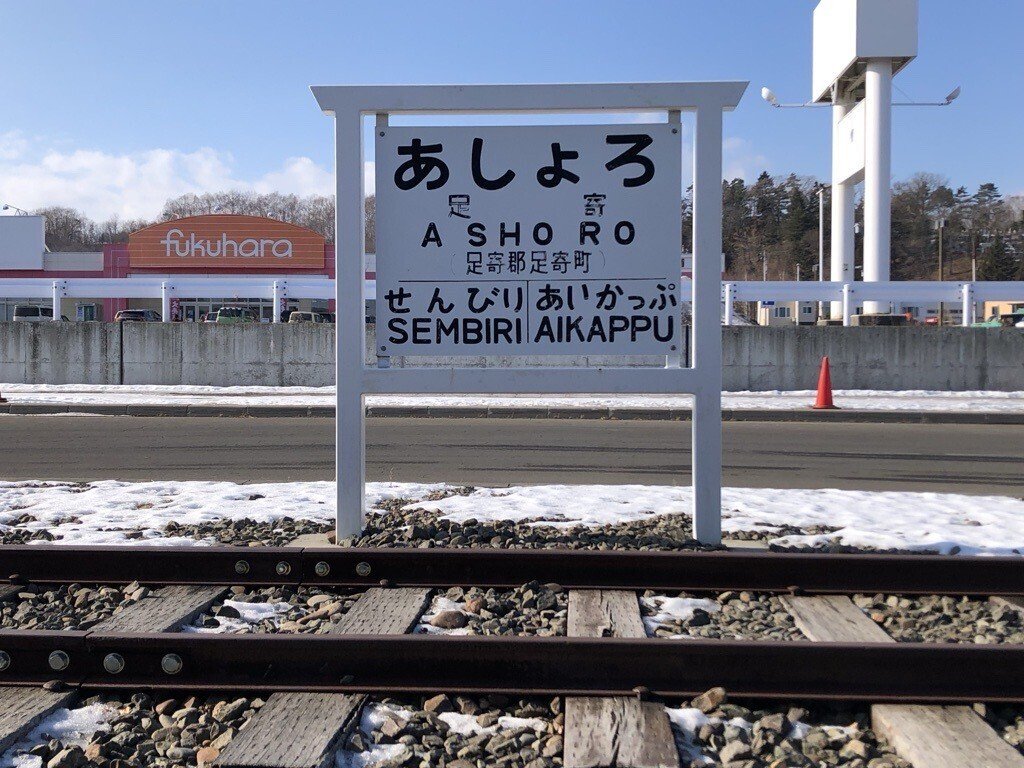 fukuhara
あしょろ
足 寄
ASHORO
(足寄郡足寄町)
せんびり あいかっぷ
SEMBIRI AIKAPPU